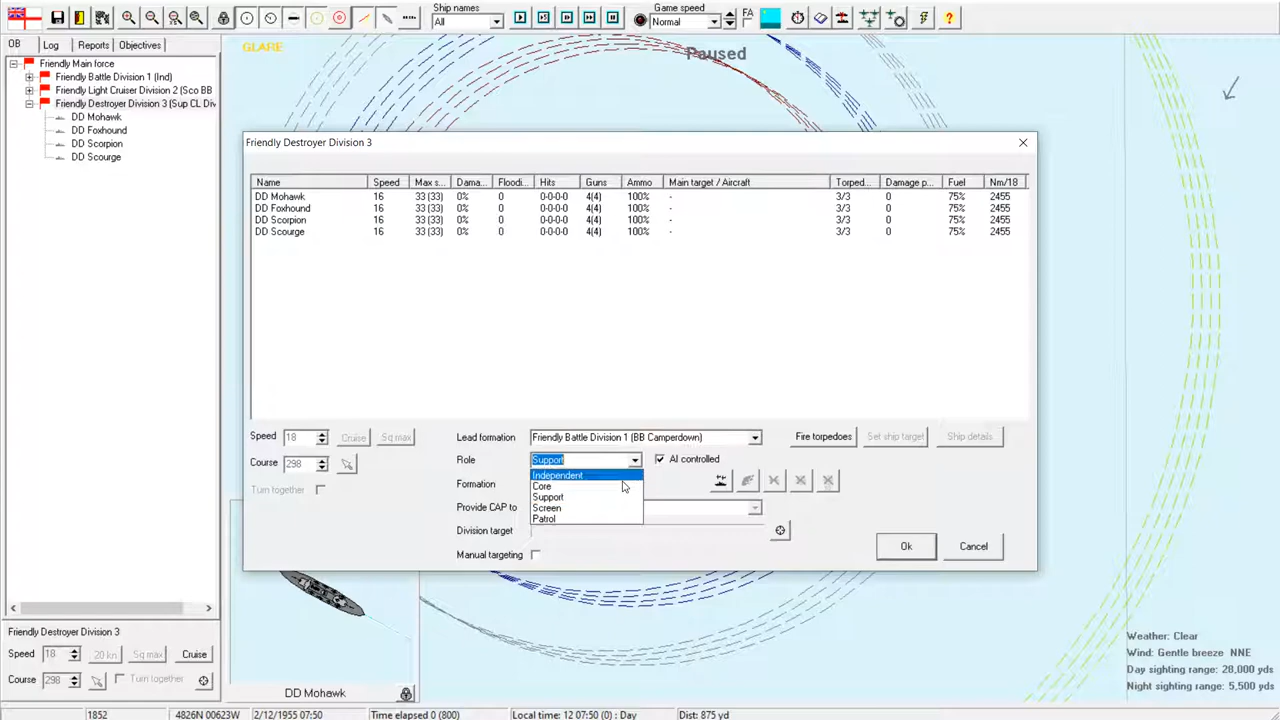 Ship names
All
Game speed
Normal
FA
OB
Log
Reports
Objectives
GLARE
Paused
Friendly Main force
Friendly Battle Division 1 (Ind)
Friendly Light Cruiser Division 2 (Sco BB
Friendly Destroyer Division 3 (Sup CL Div
DD Mohawk
DD Foxhound
DD Scorpion
DD Scourge
Friendly Destroyer Division 3
Name Speed Max s... Dama... Floodi... Hits Guns Ammo Main target / Aircraft Torped... Damage p... Fuel Nm/18
DD Mohawk 16 33 (33) 0% 0 0-0-0-0 4(4) 100% - 3/3 0 75% 2455
DD Foxhound 16 33 (33) 0% 0 0-0-0-0 4(4) 100% - 3/3 0 75% 2455
DD Scorpion 16 33 (33) 0% 0 0-0-0-0 4(4) 100% - 3/3 0 75% 2455
DD Scourge 16 33 (33) 0% 0 0-0-0-0 4(4) 100% - 3/3 0 75% 2455
Speed 18 Cruise Sq max
Course 298
Turn together
Lead formation Friendly Battle Division 1 (BB Camperdown)
Fire torpedoes
Set ship target
Ship details
Role Support
AI controlled
Independent
Core
Support
Screen
Patrol
Formation
Provide CAP to
Division target
Manual targeting
Ok
Cancel
Friendly Destroyer Division 3
Speed 18 20 kn Sq max Cruise
Course 298 Turn together
DD Mohawk
Weather: Clear
Wind: Gentle breeze NNE
Day sighting range: 28,000 yds
Night sighting range: 5,500 yds
1852
4826N 00623W
2/12/1955 07:50
Time elapsed 0 (800)
Local time: 12 07:50 (0) : Day
Dist: 875 yd